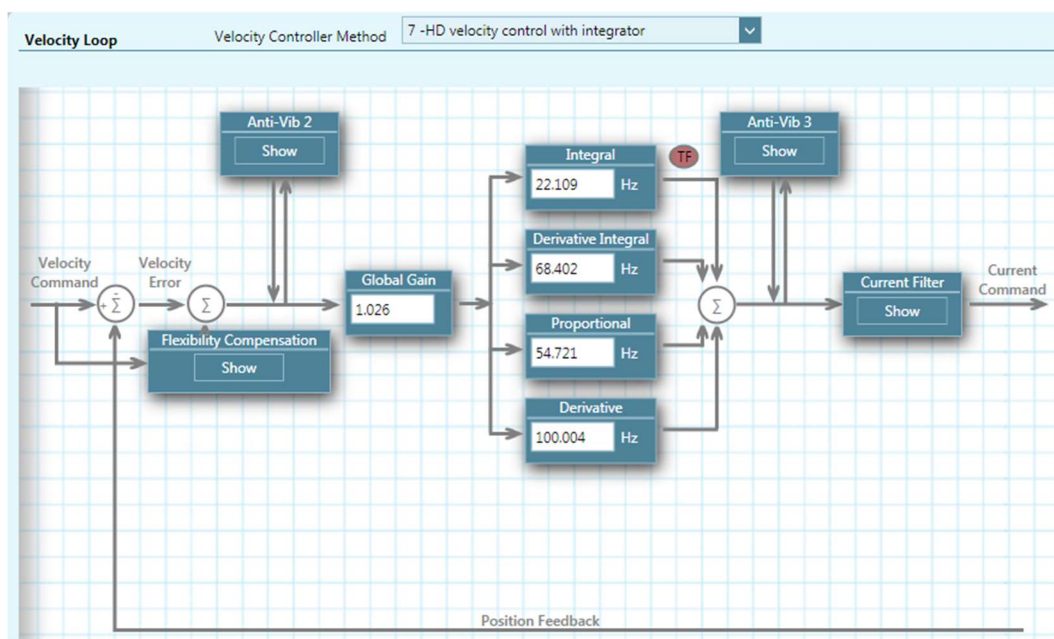 Velocity Loop
Velocity Controller Method
7 -HD velocity control with integrator
Anti-Vib 2
Show
Anti-Vib 3
Show
Integral
22.109 Hz
TF
Derivative Integral
68.402 Hz
Velocity
Command
Velocity
Error
+
-
Σ
Σ
Global Gain
1.026
Σ
Current Filter
Show
Current
Command
Flexibility Compensation
Show
Proportional
54.721 Hz
Derivative
100.004 Hz
Position Feedback